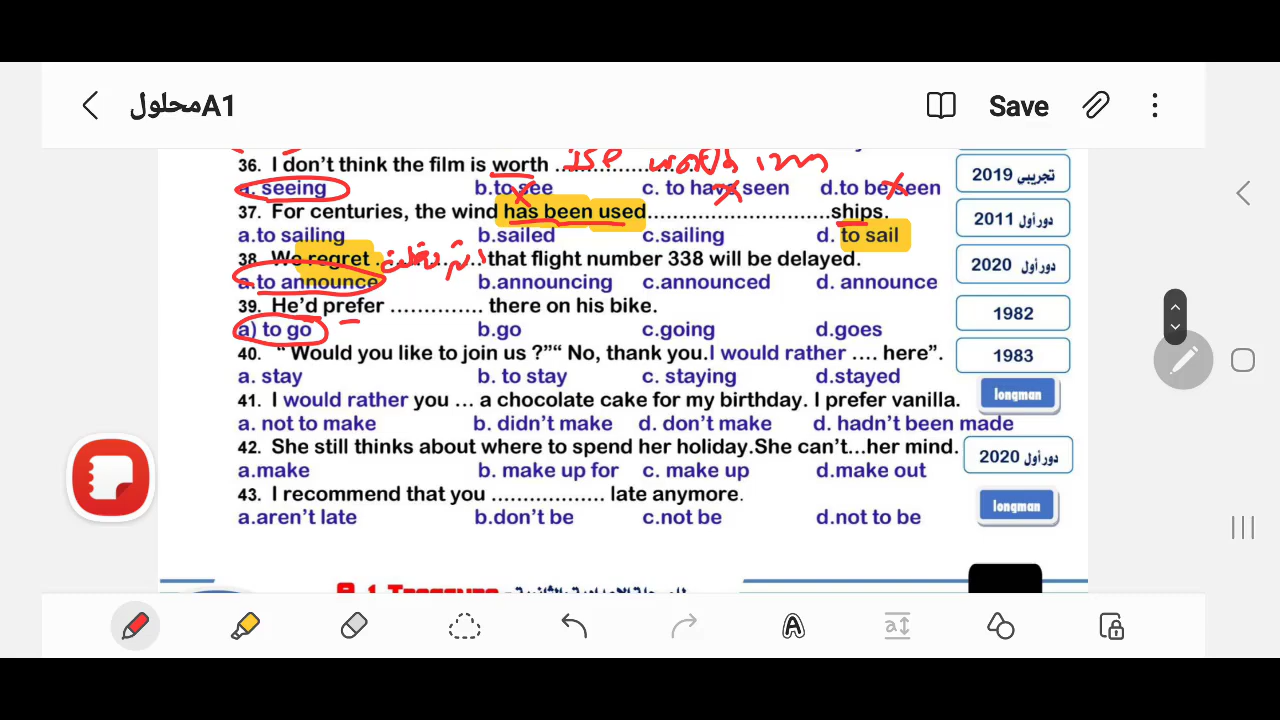 محلولA1
Save
36. I don't think the film is worth ........................
تجريبى 2019
a. seeing b.to see c. to have seen d.to be seen
37. For centuries, the wind has been used.............................ships.
دور أول 2011
a.to sailing b.sailed c.sailing d. to sail
38. We regret ................. that flight number 338 will be delayed.
دور أول 2020
a.to announce b.announcing c.announced d. announce
39. He'd prefer .............. there on his bike.
1982
a) to go b.go c.going d.goes
40. “ Would you like to join us ?”“ No, thank you.I would rather .... here”.
1983
a. stay b. to stay c. staying d.stayed
longman
41. I would rather you ... a chocolate cake for my birthday. I prefer vanilla.
a. not to make b. didn't make d. don't make d. hadn't been made
42. She still thinks about where to spend her holiday.She can't...her mind.
دور أول 2020
a.make b. make up for c. make up d.make out
43. I recommend that you .................. late anymore.
longman
a.aren't late b.don't be c.not be d.not to be